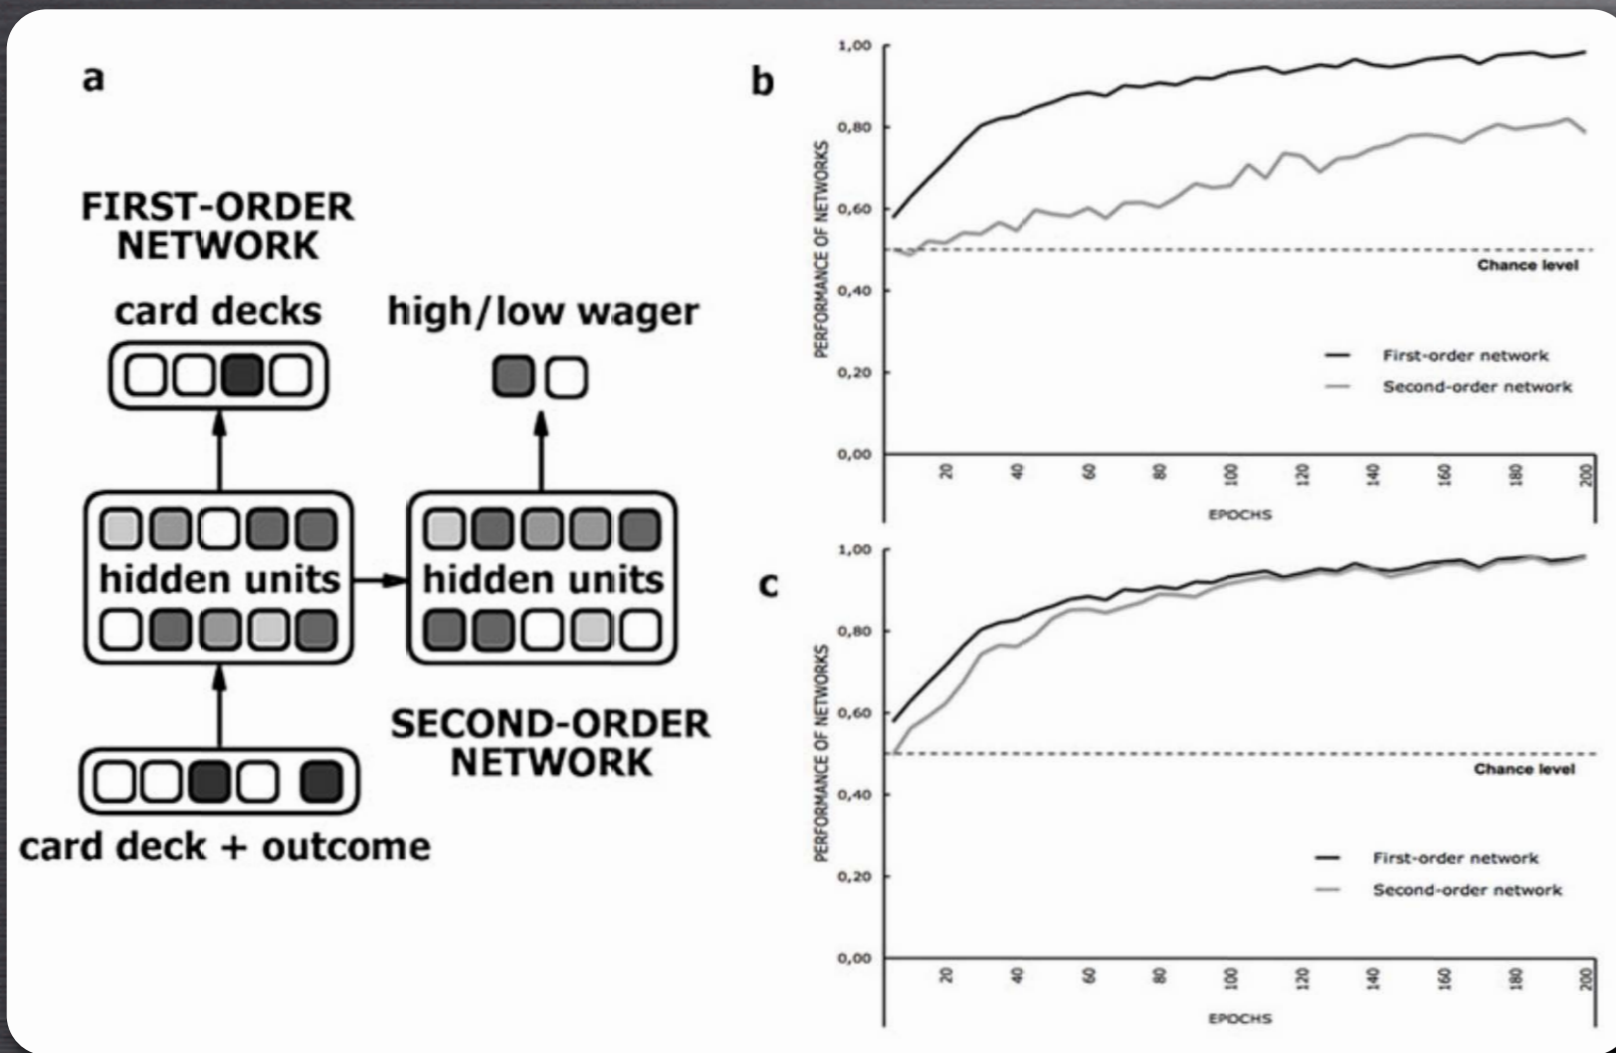 a
FIRST-ORDER
NETWORK
card decks
high/low wager
hidden units
hidden units
SECOND-ORDER
NETWORK
card deck + outcome
b
PERFORMANCE OF NETWORKS
1,00
0,80
0,60
0,40
0,20
0,00
Chance level
First-order network
Second-order network
20
40
60
80
100
120
140
160
180
200
EPOCHS
c
PERFORMANCE OF NETWORKS
1,00
0,80
0,60
0,40
0,20
0,00
Chance level
First-order network
Second-order network
20
40
60
80
100
120
140
160
180
200
EPOCHS